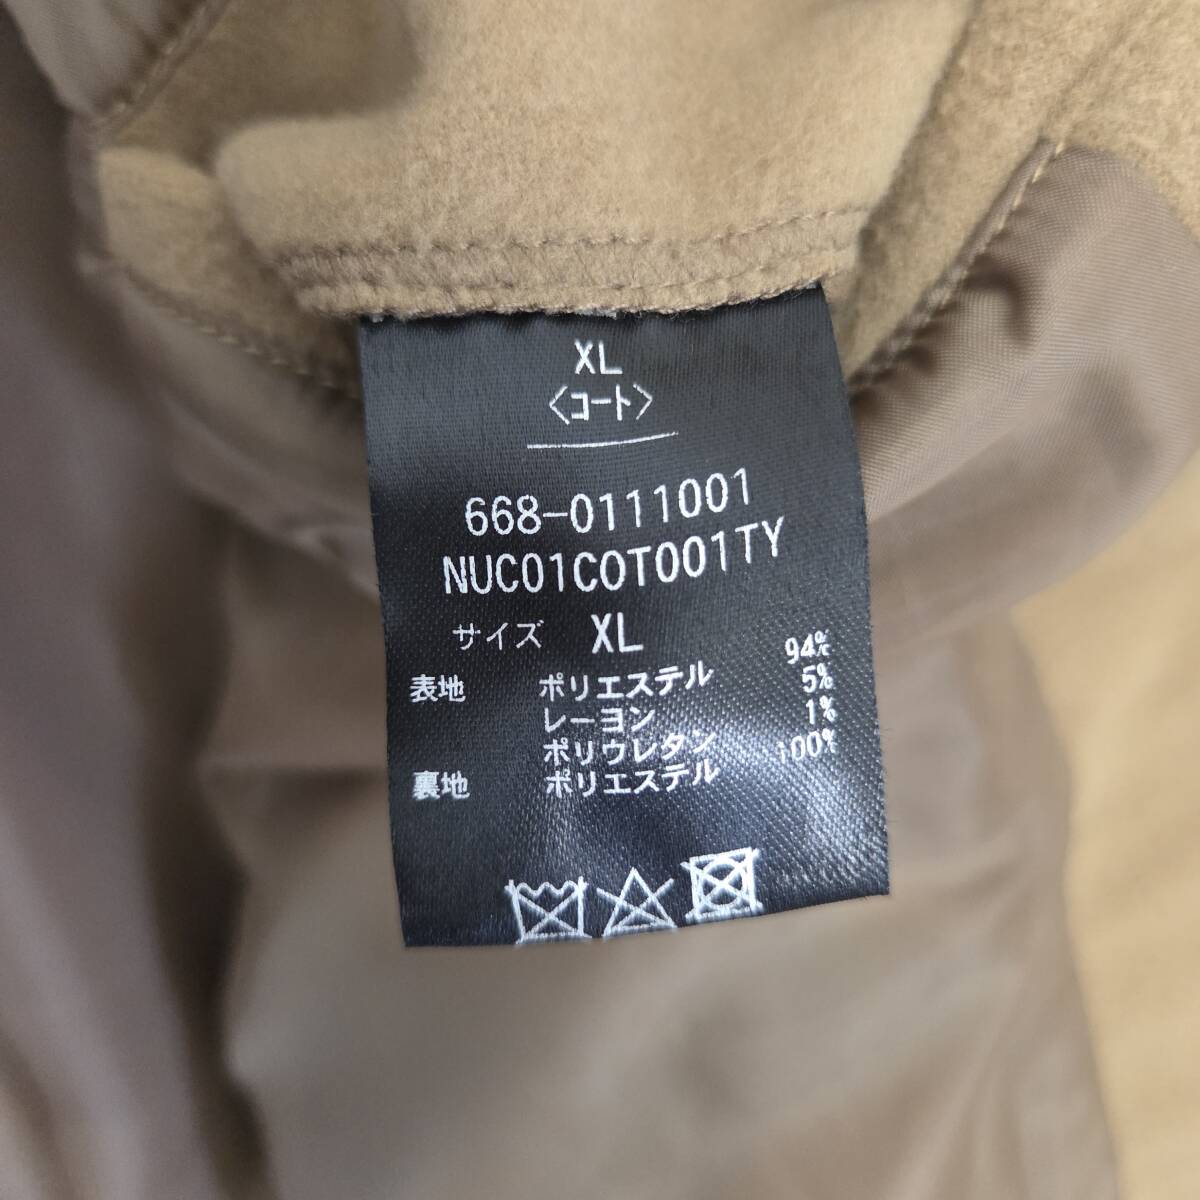 XL
〈コート〉
668-0111001
NUC01COT001TY
サイズ XL
表地 ポリエステル 94%
レーヨン 5%
ポリウレタン 1%
裏地 ポリエステル 100%